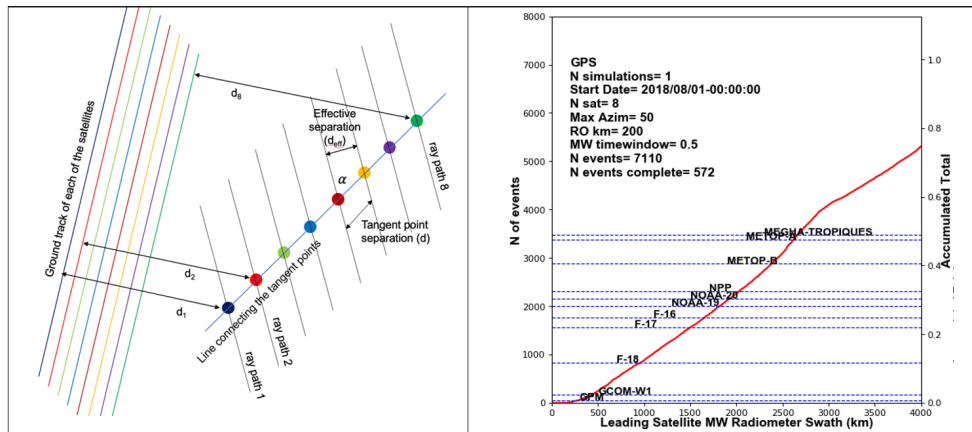 d8
Effective
separation
(deff)
α
Ground track of each of the satellites
ray path 8
Tangent point
separation (d)
d2
d1
Line connecting the tangent points
ray path 2
ray path 1
8000
7000
6000
5000
4000
3000
2000
1000
0
N of events
GPS
N simulations= 1
Start Date= 2018/08/01-00:00:00
N sat= 8
Max Azim= 50
RO km= 200
MW timewindow= 0.5
N events= 7110
N events complete= 572
MEGHA-TROPIQUES
METOP-A
METOP-B
NPP
NOAA-20
NOAA-19
F-16
F-17
F-18
GCOM-W1
GPM
1.0
0.8
0.6
0.4
0.2
0.0
Accumulated Total
0 500 1000 1500 2000 2500 3000 3500 4000
Leading Satellite MW Radiometer Swath (km)